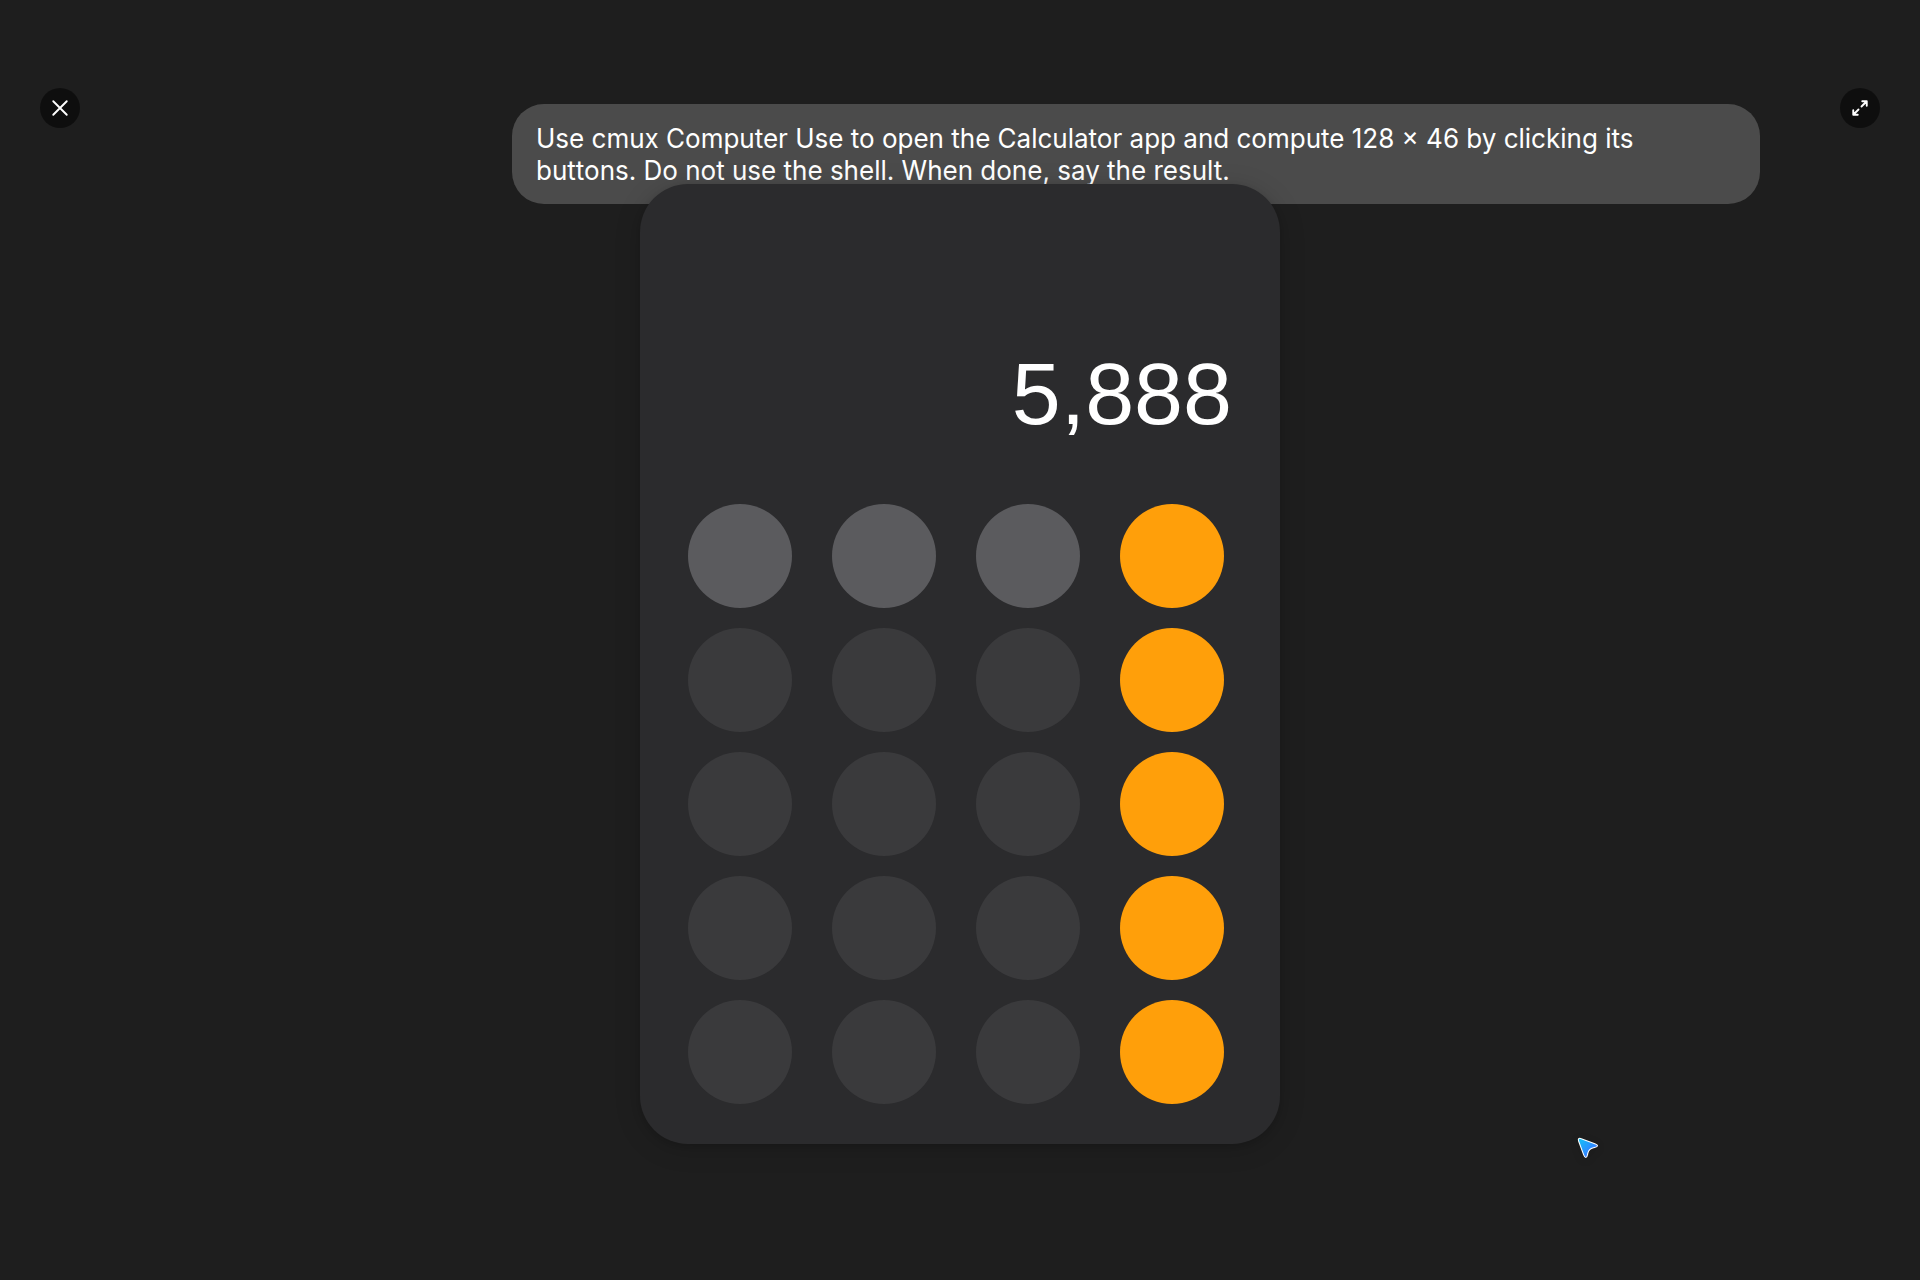 Use cmux Computer Use to open the Calculator app and compute 128 × 46 by clicking its
buttons. Do not use the shell. When done, say the result.
5,888